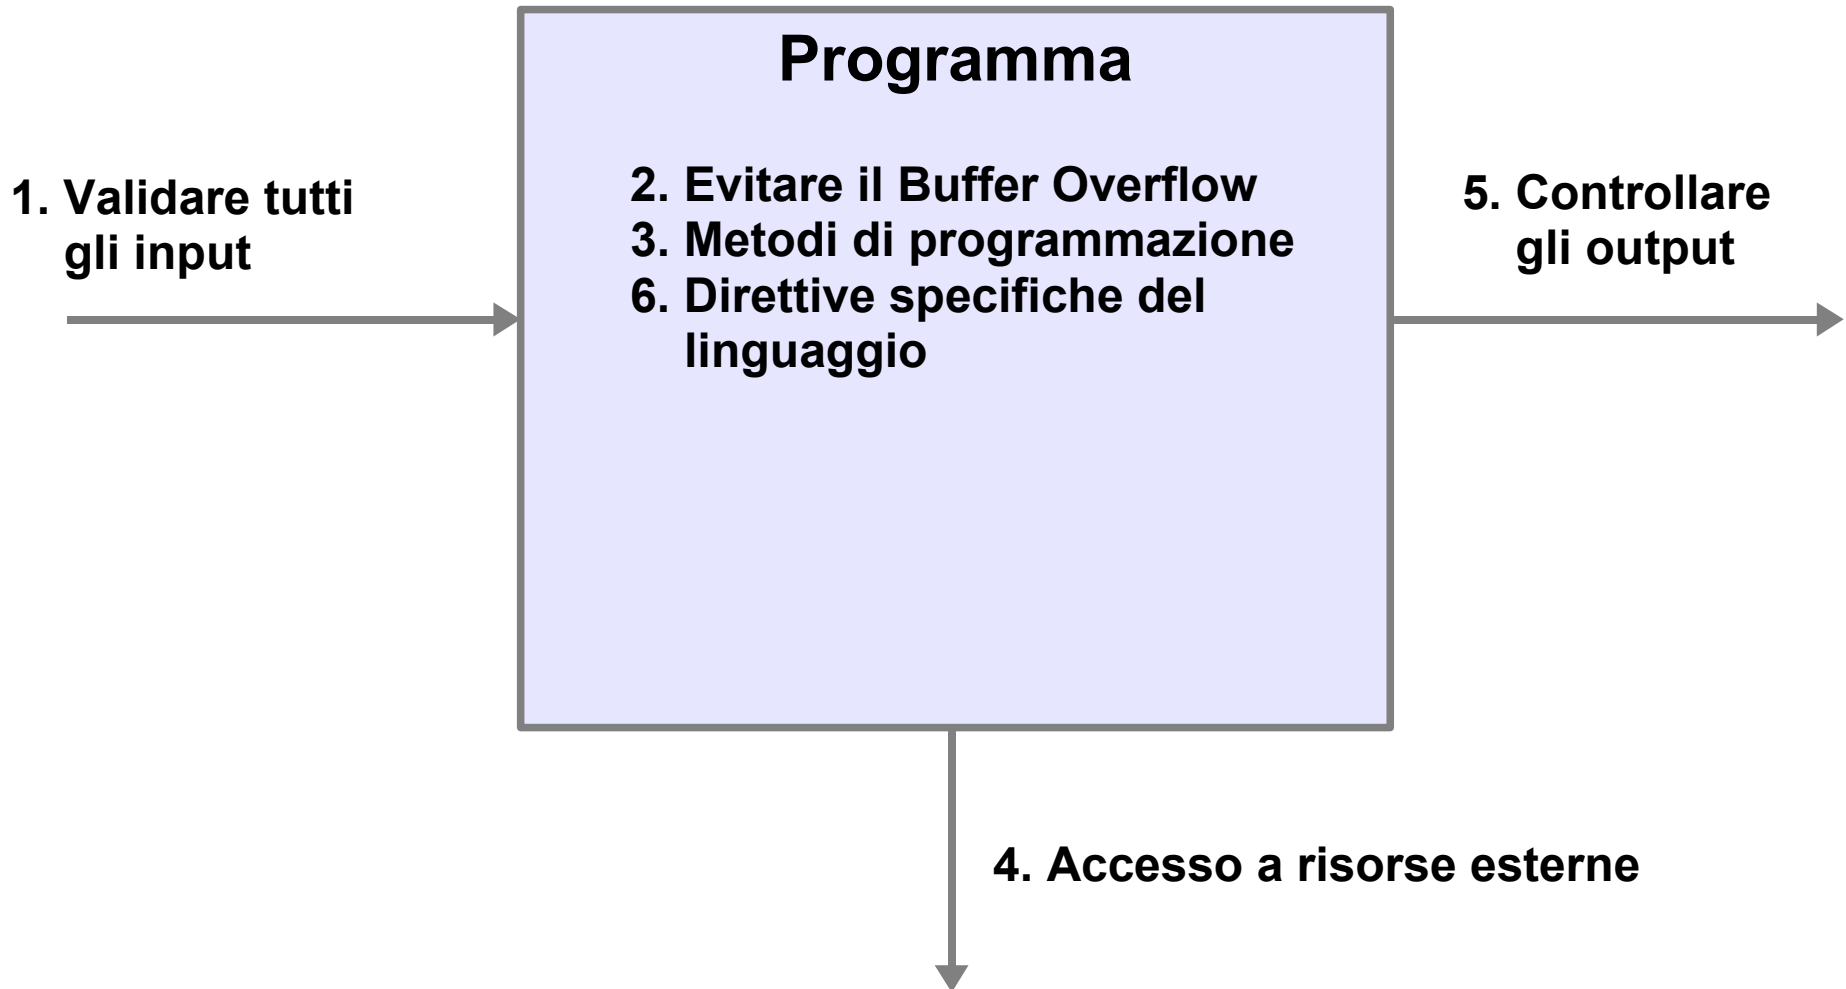 Programma
1. Validare tutti
gli input
2. Evitare il Buffer Overflow
3. Metodi di programmazione
6. Direttive specifiche del
linguaggio
5. Controllare
gli output
4. Accesso a risorse esterne